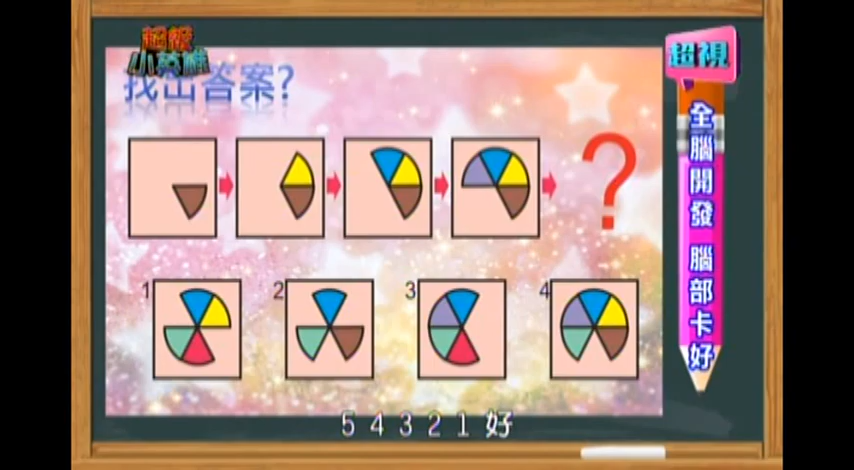 超級
小英雄
找出答案?
超視
全腦開發 腦部卡好
?
1
2
3
4
5 4 3 2 1 好